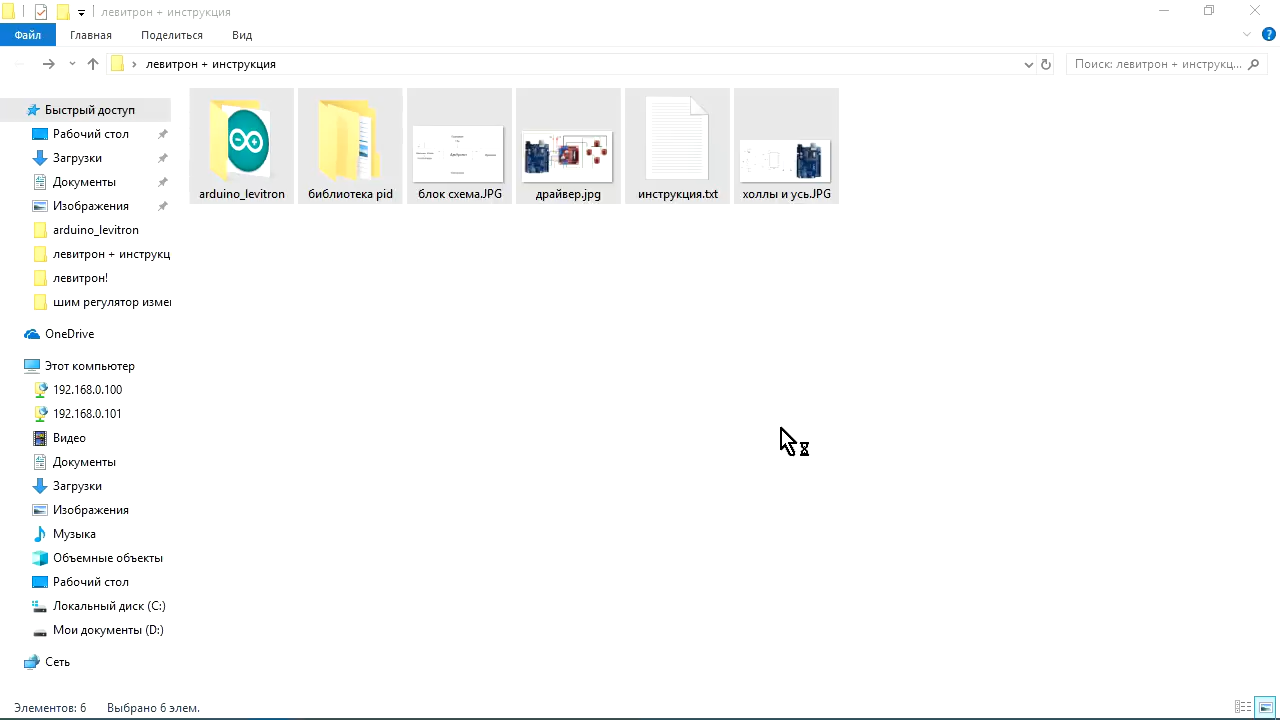 левитрон + инструкция
Файл
Главная
Поделиться
Вид
левитрон + инструкция
Поиск: левитрон + инструкц...
Быстрый доступ
Рабочий стол
Загрузки
Документы
Изображения
arduino_levitron
левитрон + инструкц
левитрон!
шим регулятор измен
OneDrive
Этот компьютер
192.168.0.100
192.168.0.101
Видео
Документы
Загрузки
Изображения
Музыка
Объемные объекты
Рабочий стол
Локальный диск (C:)
Мои документы (D:)
Сеть
arduino_levitron
библиотека pid
блок схема.JPG
драйвер.jpg
инструкция.txt
холлы и усь.JPG
Элементов: 6
Выбрано 6 элем.